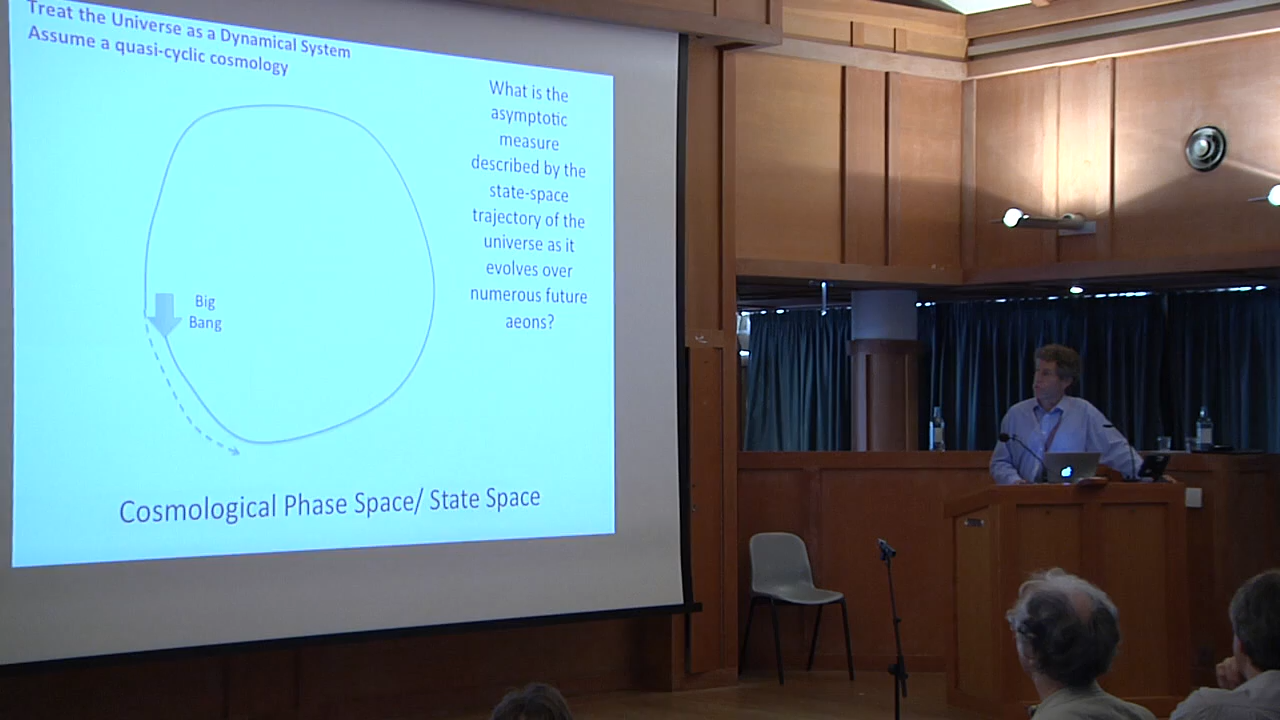 Treat the Universe as a Dynamical System
Assume a quasi-cyclic cosmology
What is the
asymptotic
measure
described by the
state-space
trajectory of the
universe as it
evolves over
numerous future
aeons?
Big
Bang
Cosmological Phase Space/ State Space